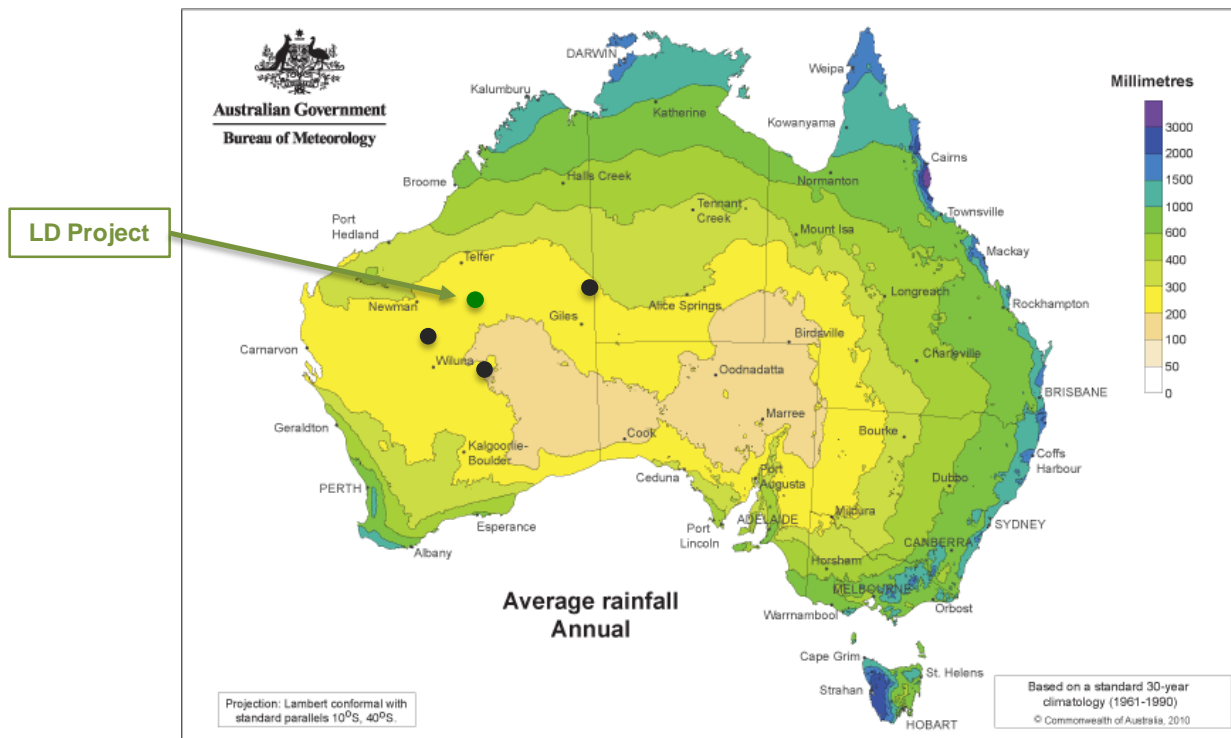 Australian Government
Bureau of Meteorology
LD Project
DARWIN
Kalumburu
Katherine
Weipa
Kowanyama
Cairns
Broome
Halls Creek
Normanton
Townsville
Port
Hedland
Telfer
Tennant
Creek
Mount Isa
Mackay
Newman
Giles
Alice Springs
Longreach
Rockhampton
Carnarvon
Wiluna
Birdsville
Oodnadatta
Charleville
BRISBANE
Geraldton
Kalgoorlie-
Boulder
Cook
Marree
Bourke
Coffs
Harbour
PERTH
Ceduna
Port
Augusta
Dubbo
Esperance
Port
Lincoln
ADELAIDE
Mildura
SYDNEY
Albany
CANBERRA
Horsham
MELBOURNE
Warrnambool
Orbost
Cape Grim
St. Helens
Strahan
HOBART
Millimetres
3000
2000
1500
1000
600
400
300
200
100
50
0
Average rainfall
Annual
Projection: Lambert conformal with
standard parallels 10°S, 40°S.
Based on a standard 30-year
climatology (1961-1990)
© Commonwealth of Australia, 2010